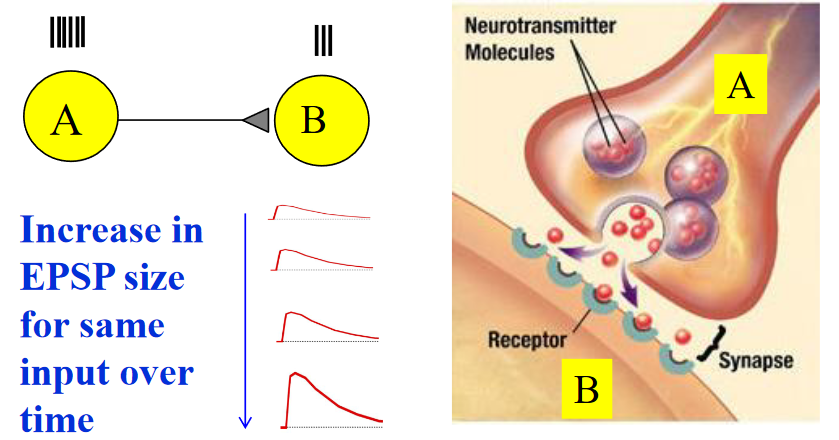 A
B
Increase in
EPSP size
for same
input over
time
Neurotransmitter
Molecules
A
Receptor
Synapse
B